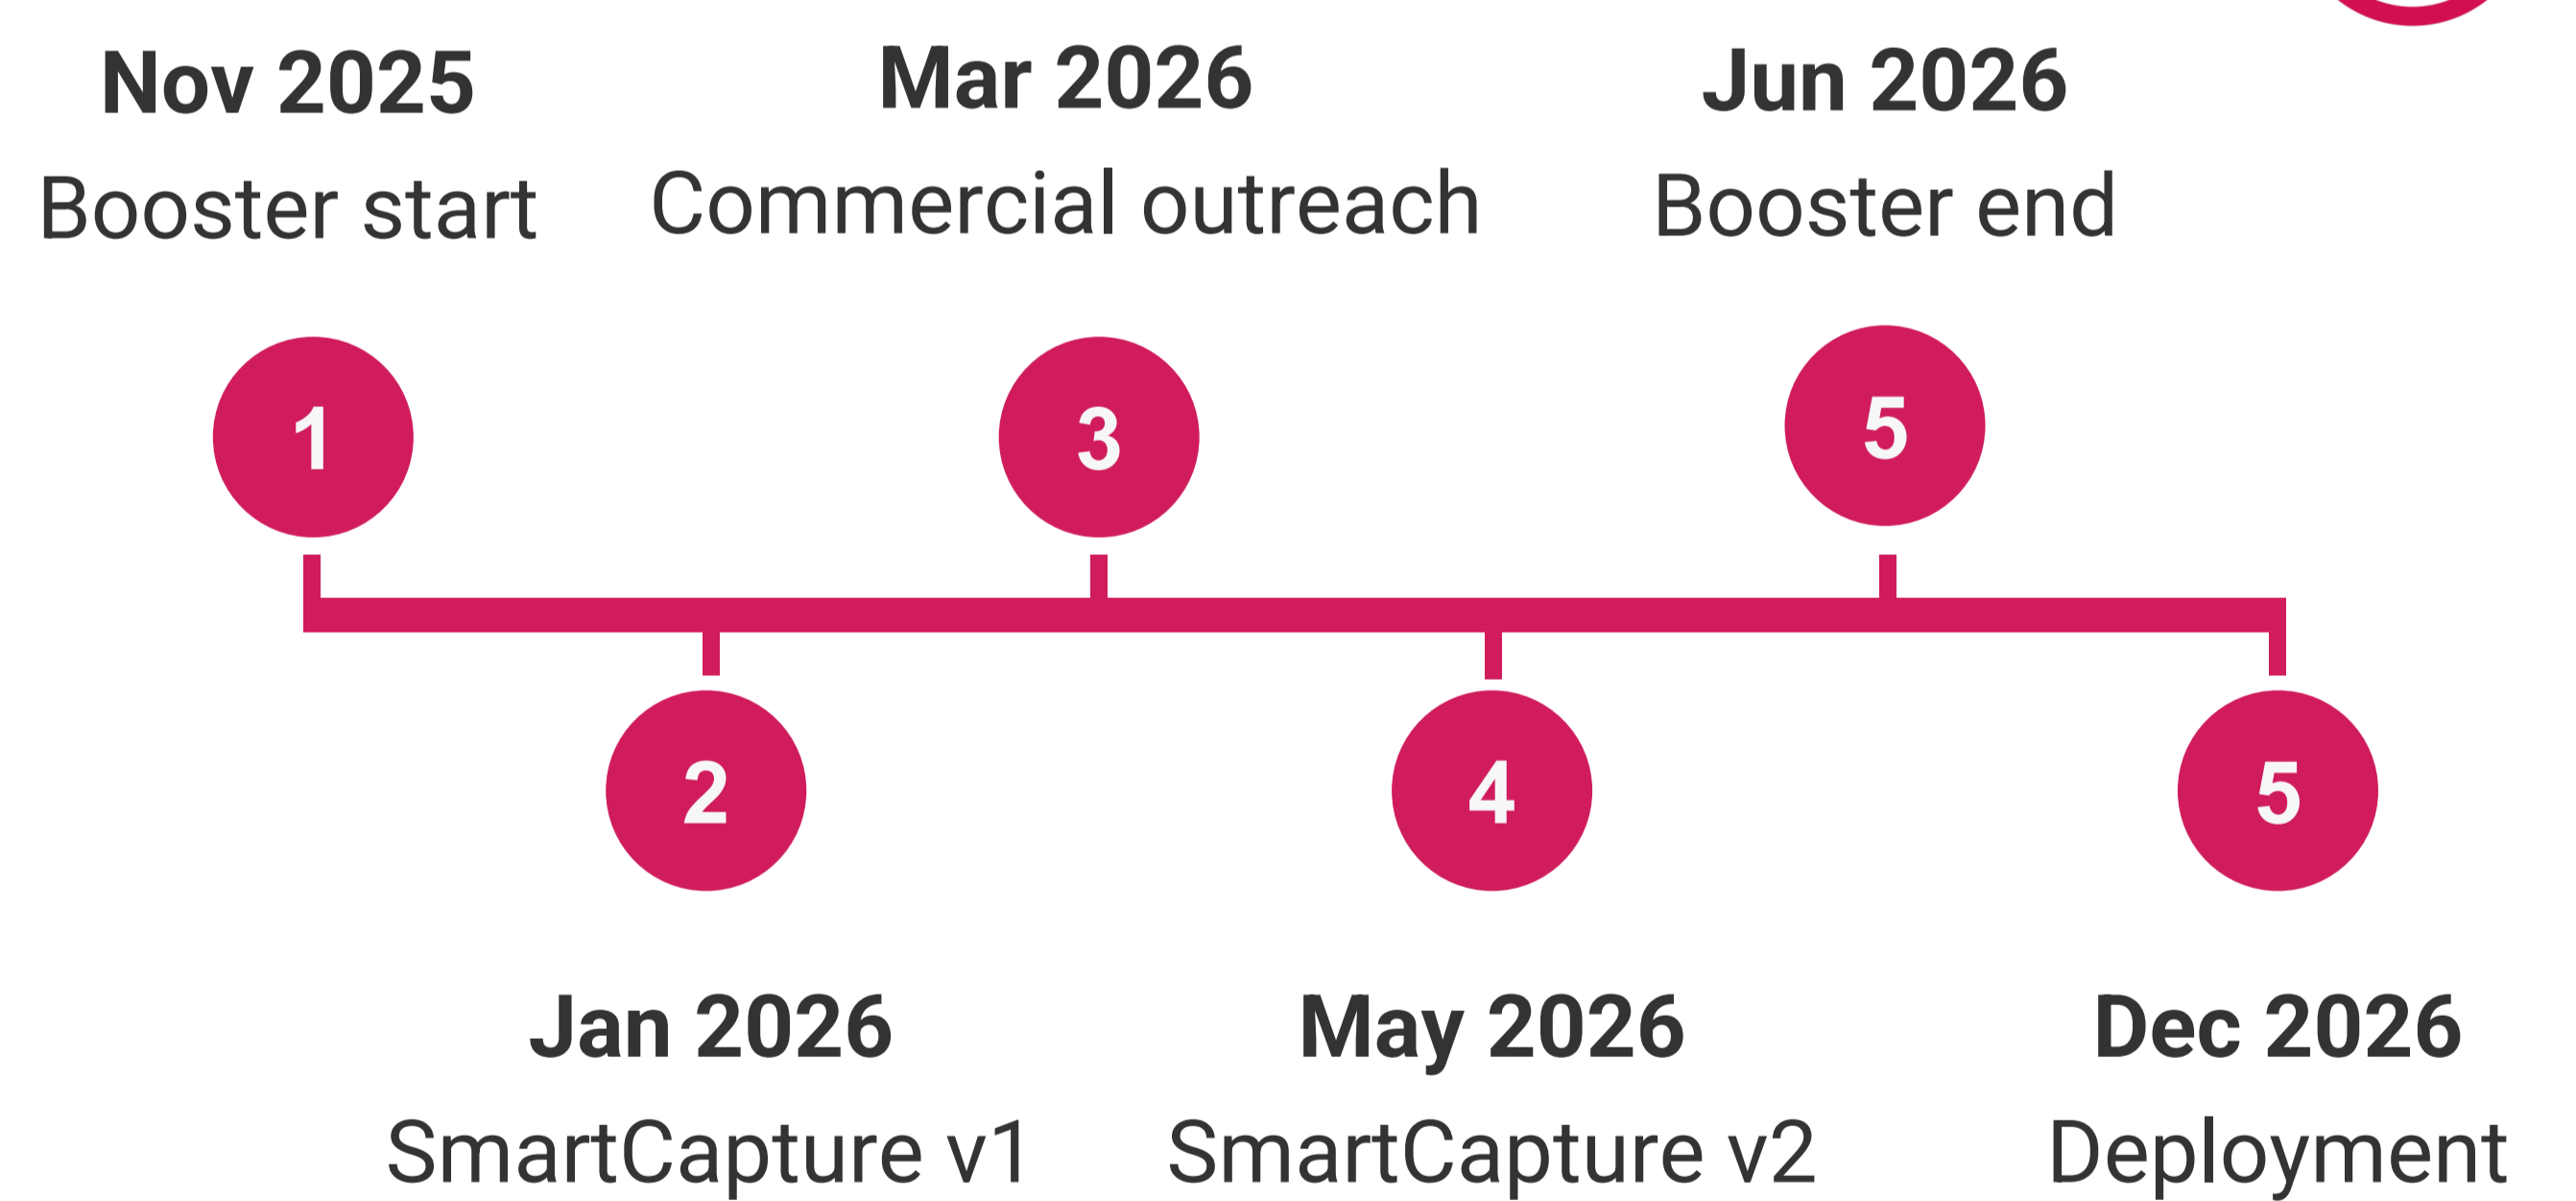 Nov 2025
Booster start
Mar 2026
Commercial outreach
Jun 2026
Booster end
1
3
5
2
4
5
Jan 2026
SmartCapture v1
May 2026
SmartCapture v2
Dec 2026
Deployment